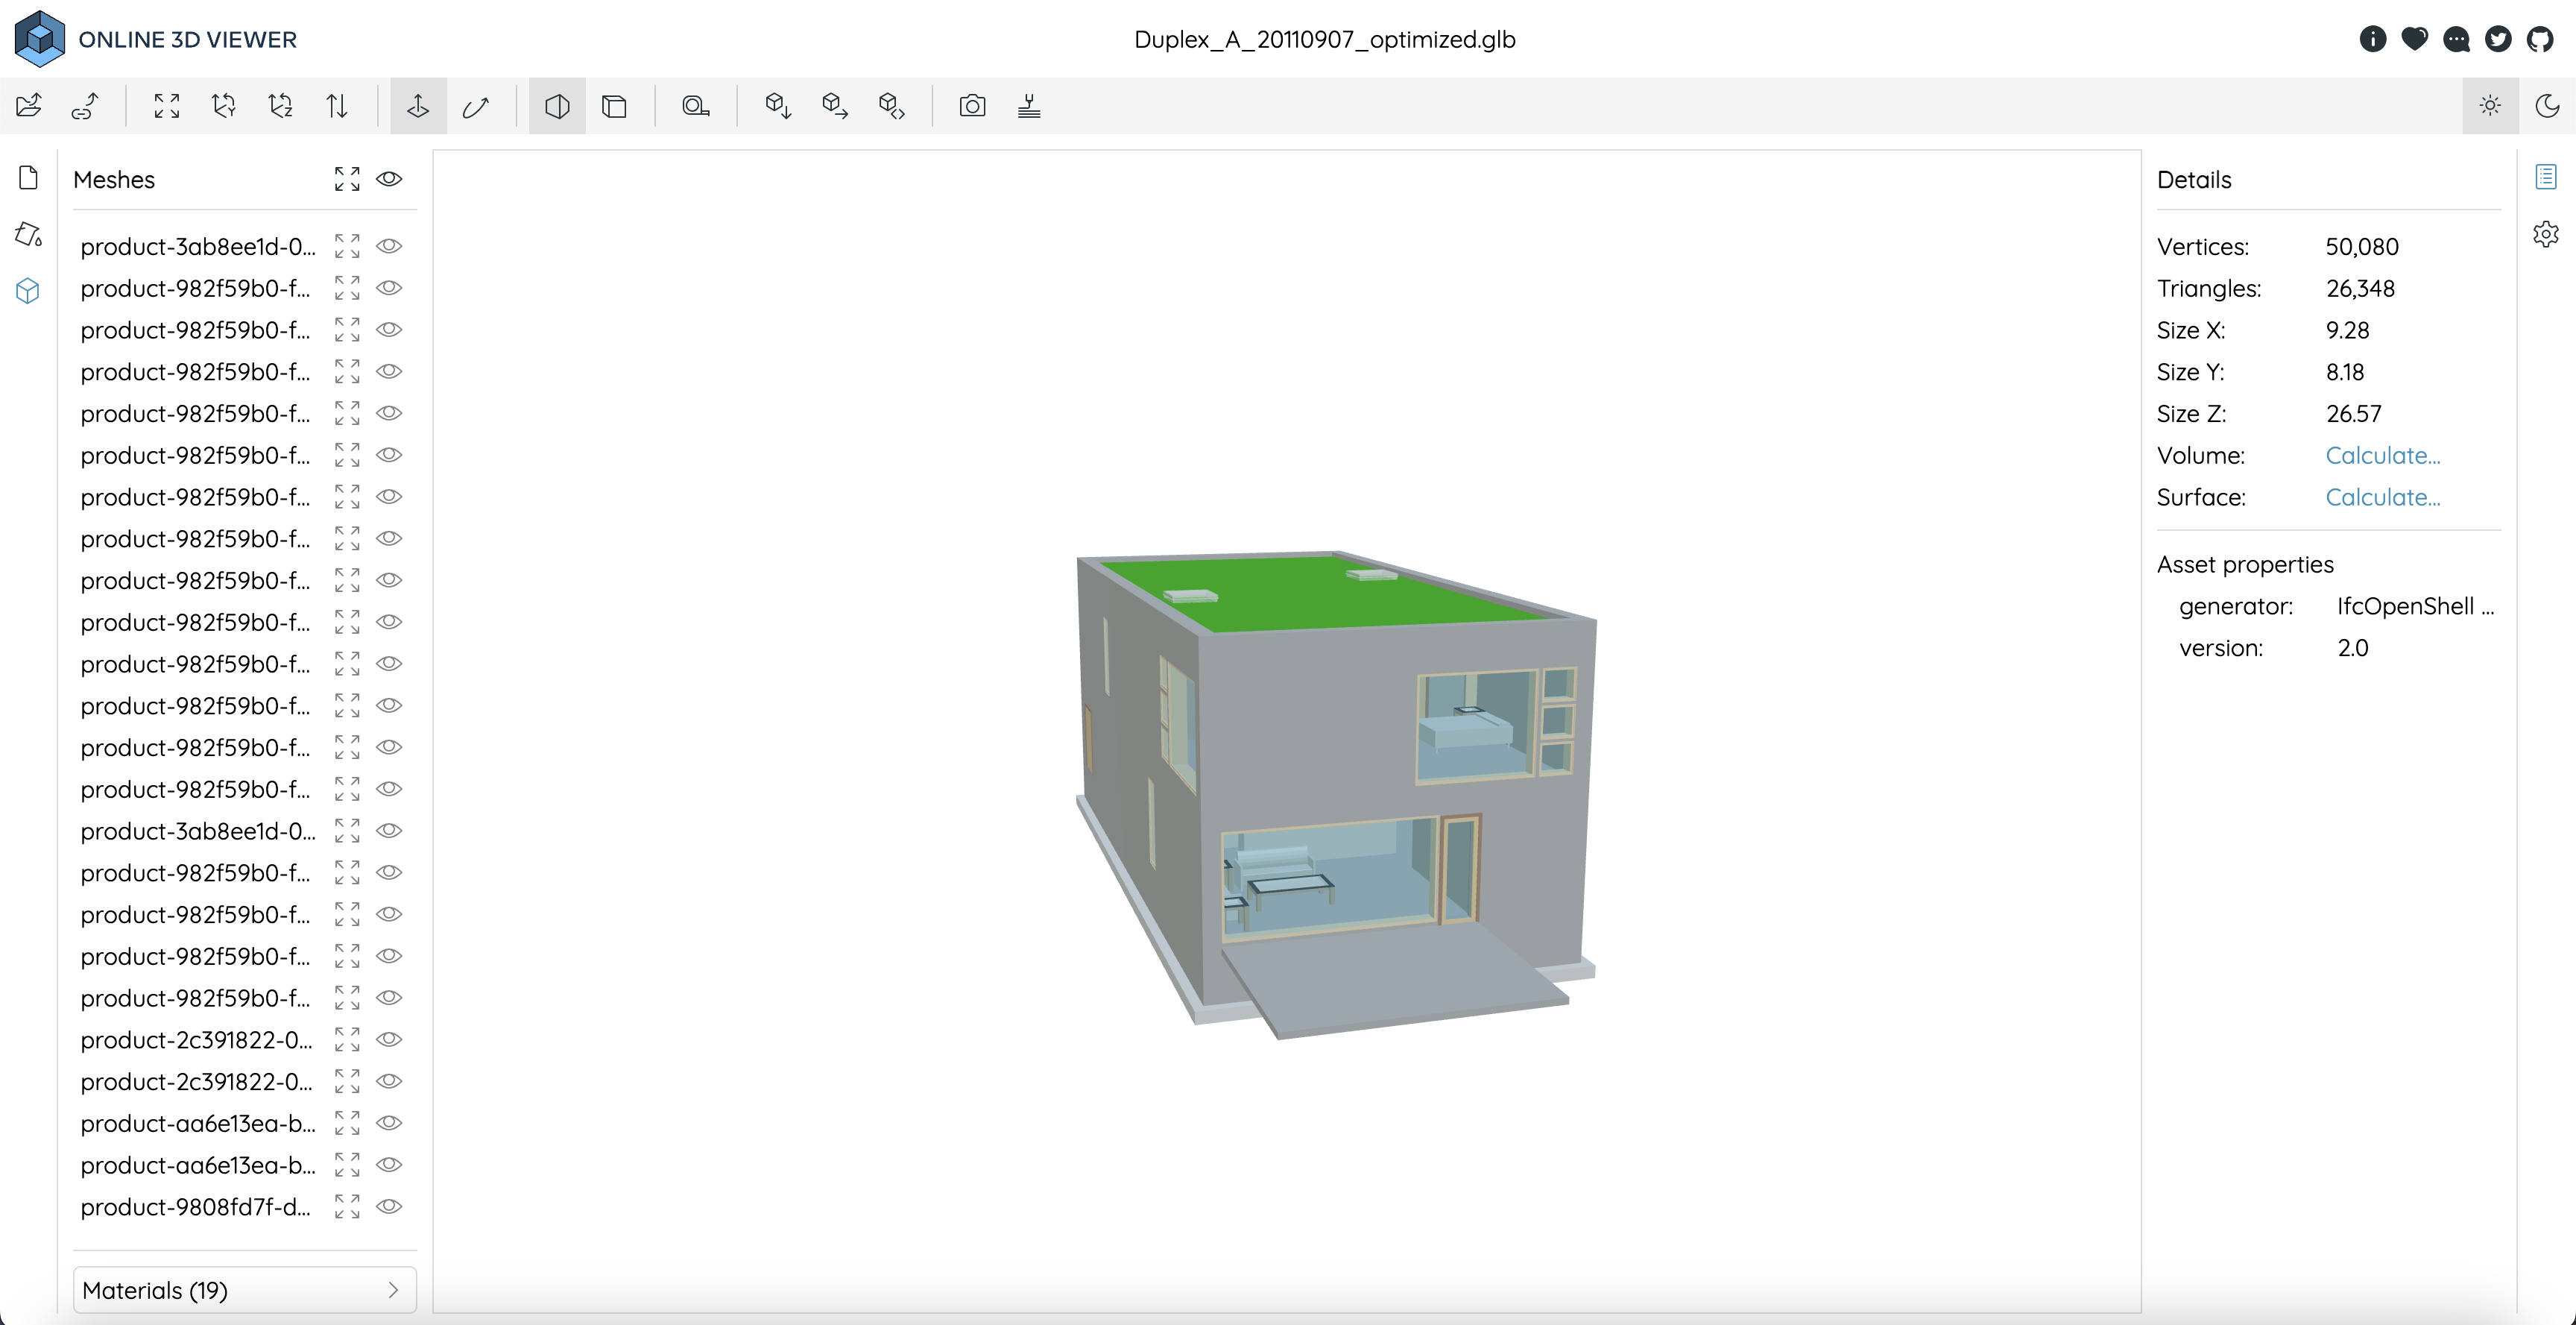 ONLINE 3D VIEWER
Duplex_A_20110907_optimized.glb
Meshes
product-3ab8ee1d-0...
product-982f59b0-f...
product-982f59b0-f...
product-982f59b0-f...
product-982f59b0-f...
product-982f59b0-f...
product-982f59b0-f...
product-982f59b0-f...
product-982f59b0-f...
product-982f59b0-f...
product-982f59b0-f...
product-982f59b0-f...
product-982f59b0-f...
product-982f59b0-f...
product-3ab8ee1d-0...
product-982f59b0-f...
product-982f59b0-f...
product-982f59b0-f...
product-982f59b0-f...
product-2c391822-0...
product-2c391822-0...
product-aa6e13ea-b...
product-aa6e13ea-b...
product-9808fd7f-d...
Materials (19)
Details
Vertices: 50,080
Triangles: 26,348
Size X: 9.28
Size Y: 8.18
Size Z: 26.57
Volume: Calculate...
Surface: Calculate...
Asset properties
generator: IfcOpenShell ...
version: 2.0